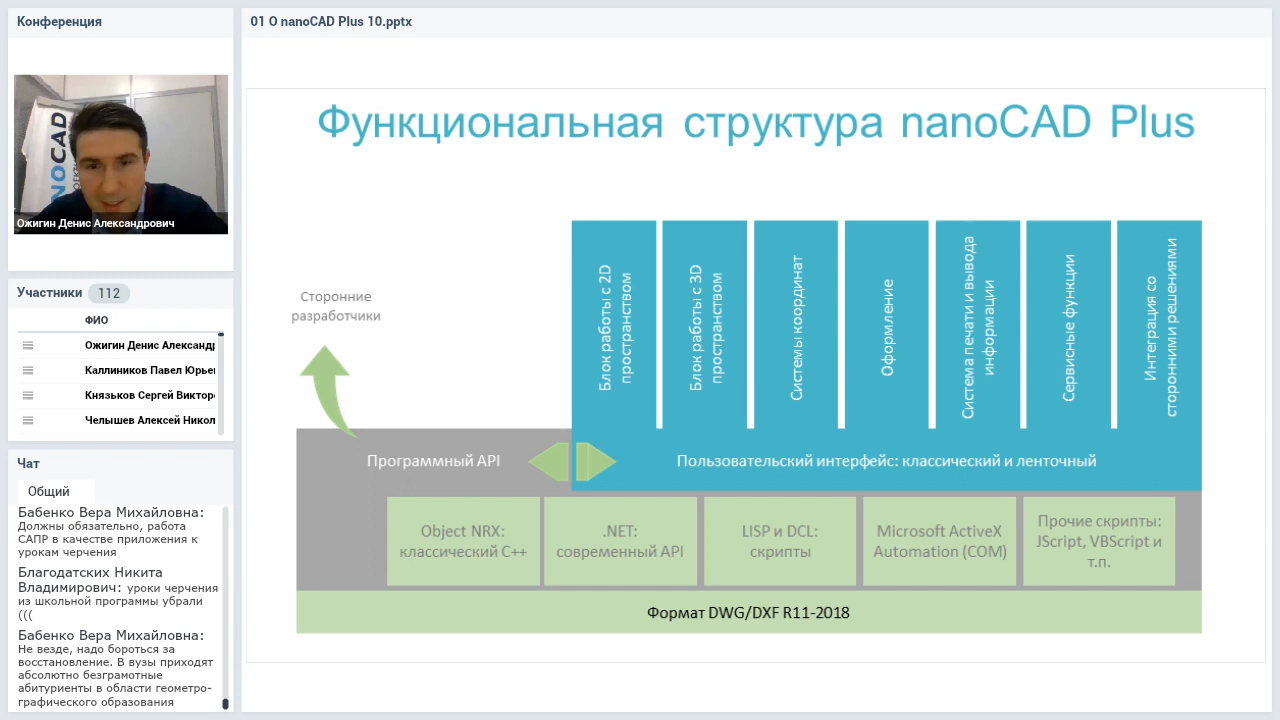 Конференция
NOCAD
Ожигин Денис Александрович
Участники 112
ФИО
Ожигин Денис Александр
Каллиников Павел Юрье
Князьков Сергей Виктор
Челышев Алексей Никол
Чат
Общий
Бабенко Вера Михайловна:
Должны обязательно, работа
САПР в качестве приложения к
урокам черчения
Благодатских Никита
Владимирович: уроки черчения
из школьной программы убрали
(((
Бабенко Вера Михайловна:
Не везде, надо бороться за
восстановление. В вузы приходят
абсолютно безграмотные
абитуриенты в области геометро-
графического образования
01 О nanoCAD Plus 10.pptx
Функциональная структура nanoCAD Plus
Сторонние
разработчики
Блок работы с 2D
пространством
Блок работы с 3D
пространством
Системы координат
Оформление
Система печати и вывода
информации
Сервисные функции
Интеграция со
сторонними решениями
Программный API
Пользовательский интерфейс: классический и ленточный
Object NRX:
классический C++
.NET:
современный API
LISP и DCL:
скрипты
Microsoft ActiveX
Automation (COM)
Прочие скрипты:
JScript, VBScript и
т.п.
Формат DWG/DXF R11-2018